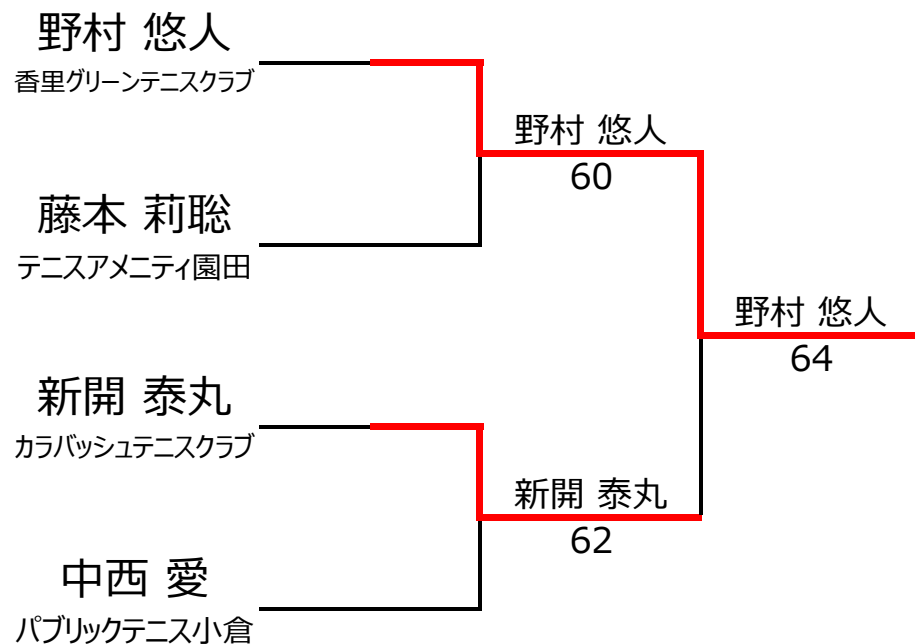 野村 悠人
香里グリーンテニスクラブ
野村 悠人
60
藤本 莉聡
テニスアメニティ園田
野村 悠人
64
新開 泰丸
カラバッシュテニスクラブ
新開 泰丸
62
中西 愛
パブリックテニス小倉